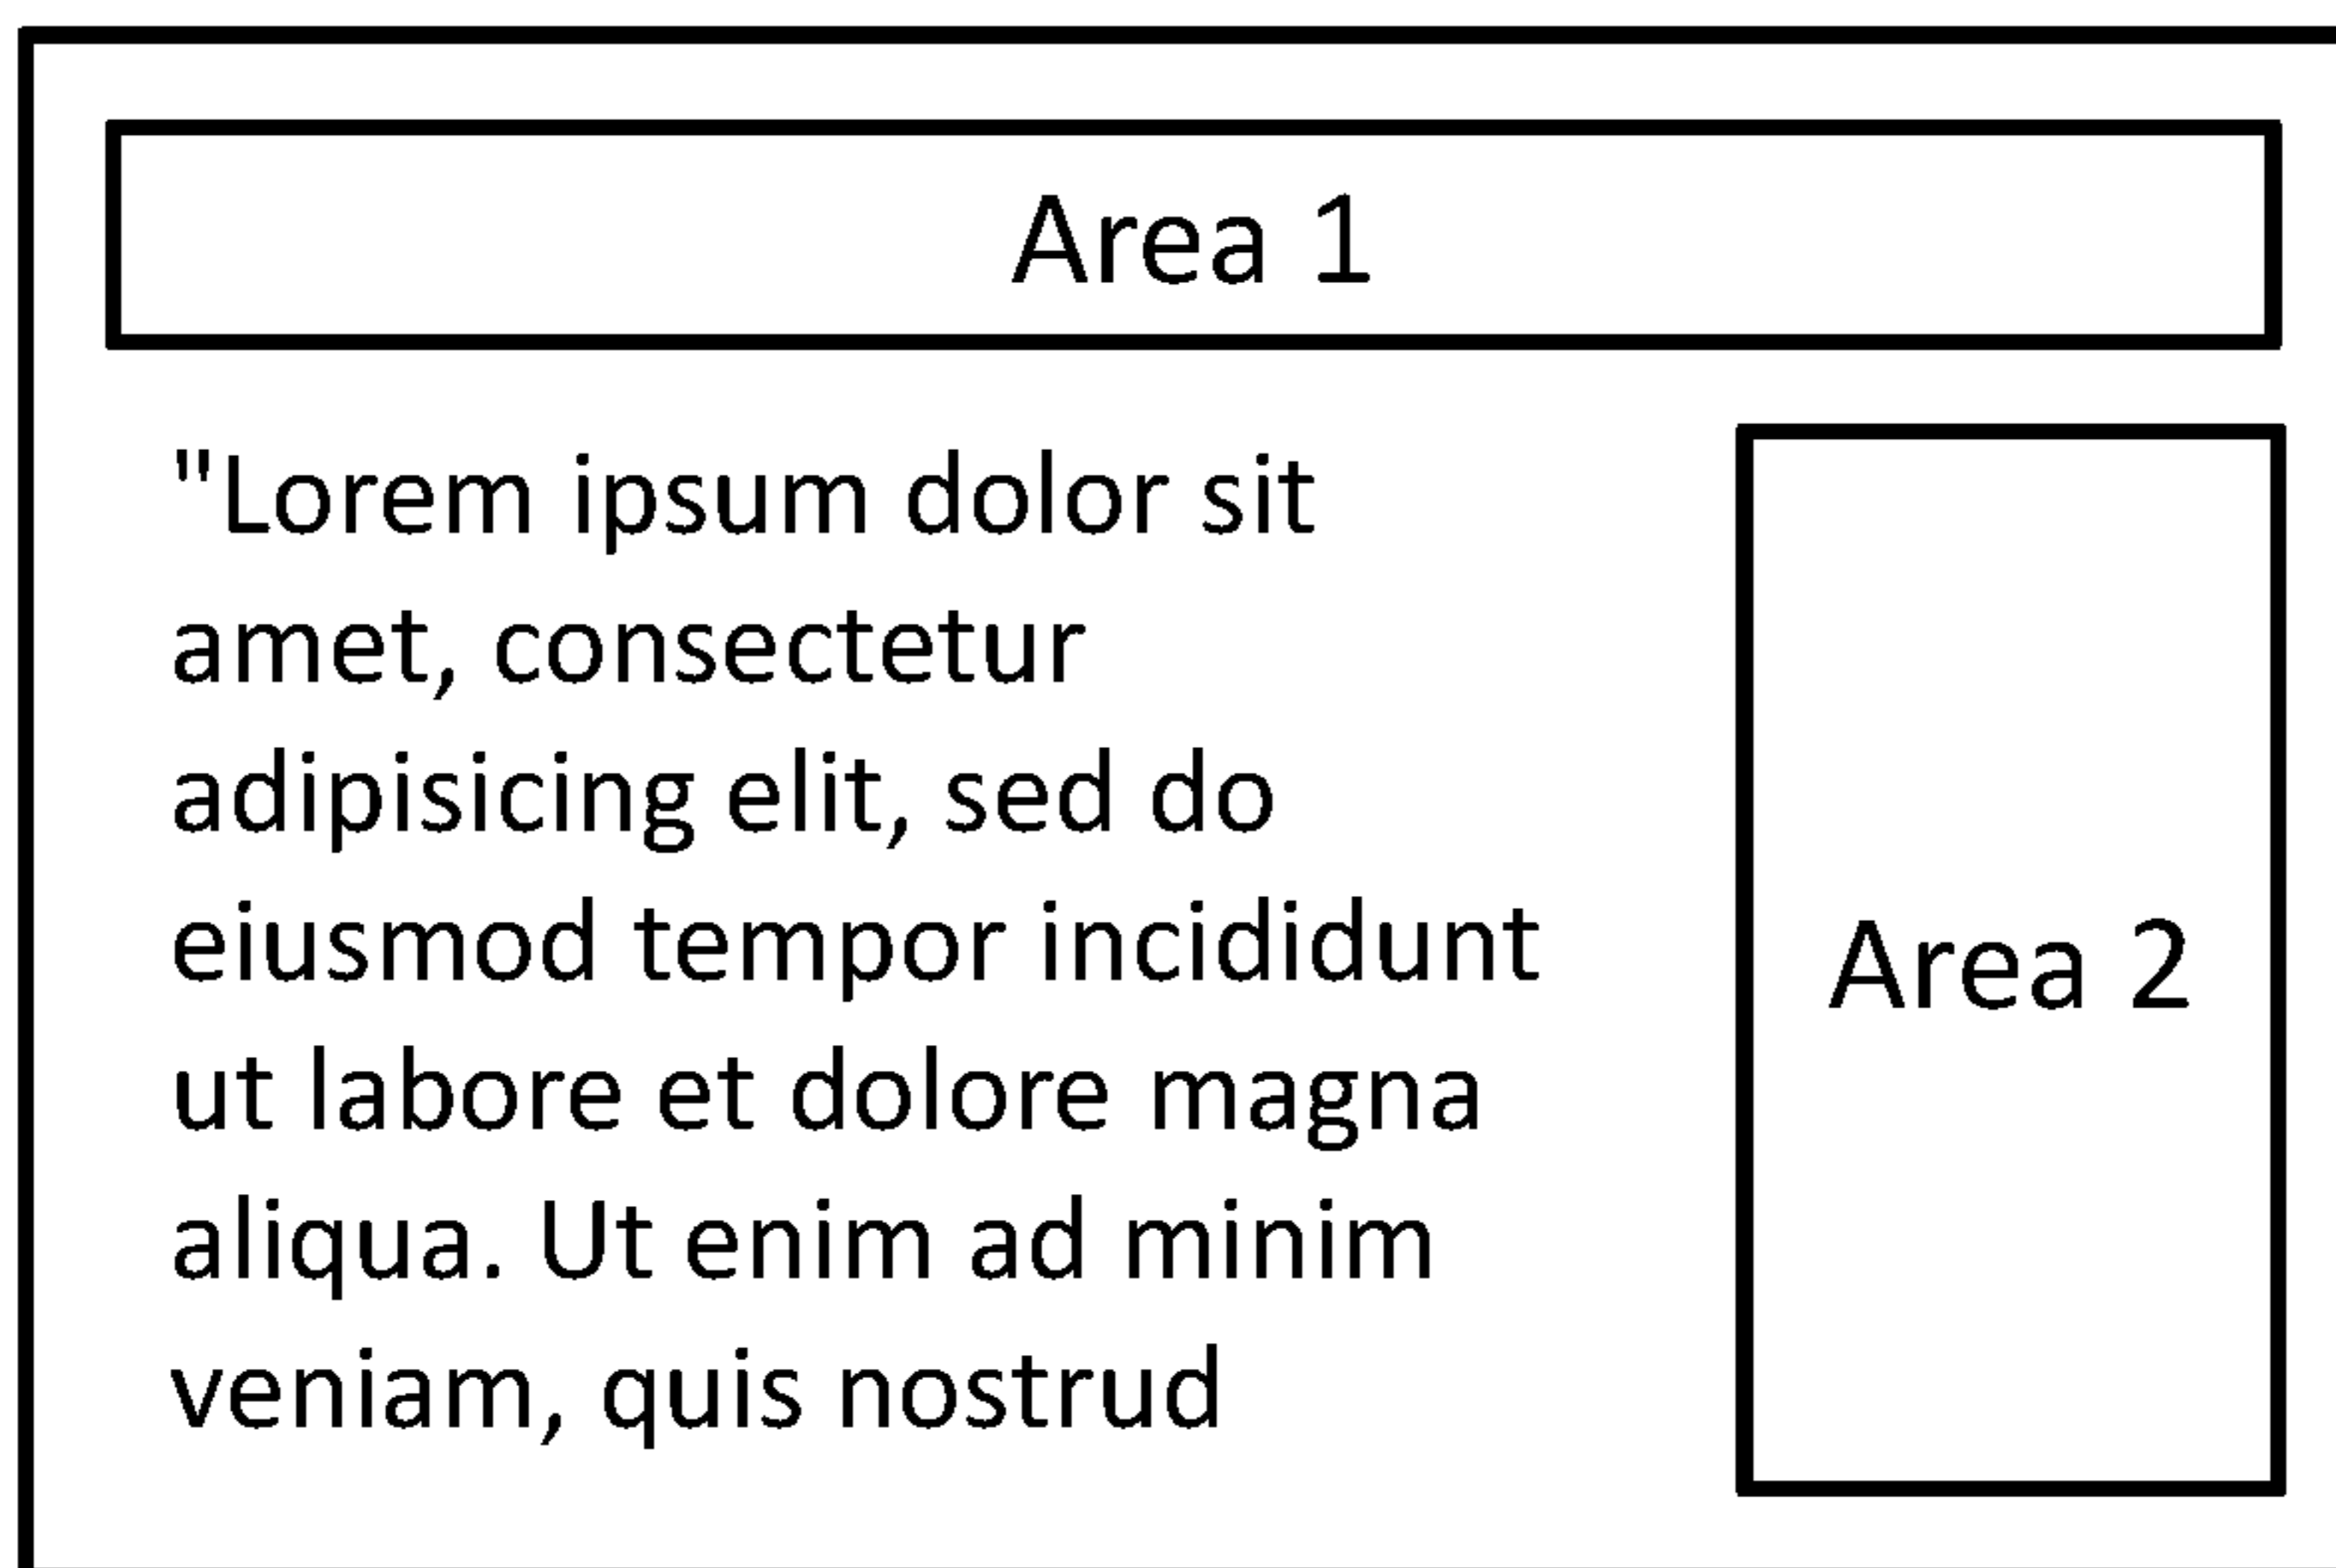 Area 1
"Lorem ipsum dolor sit
amet, consectetur
adipisicing elit, sed do
eiusmod tempor incididunt
ut labore et dolore magna
aliqua. Ut enim ad minim
veniam, quis nostrud
Area 2